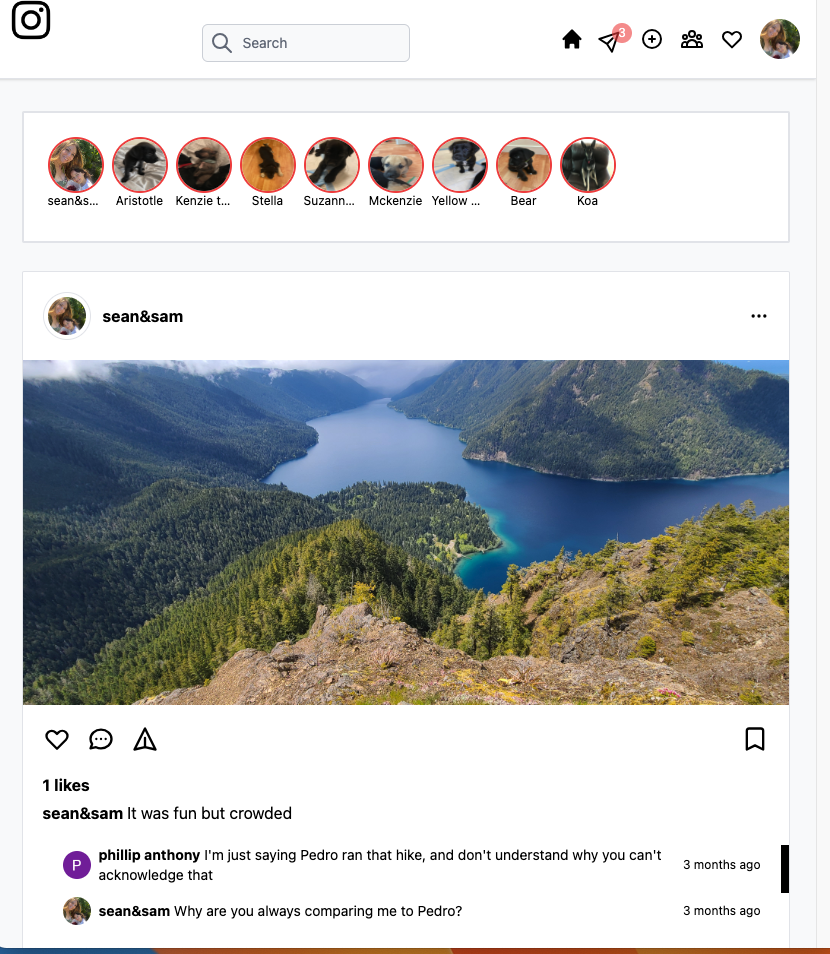 Search
3
sean&s...
Aristotle
Kenzie t...
Stella
Suzann...
Mckenzie
Yellow ...
Bear
Koa
sean&sam
1 likes
sean&sam It was fun but crowded
P
phillip anthony I'm just saying Pedro ran that hike, and don't understand why you can't
acknowledge that
3 months ago
sean&sam Why are you always comparing me to Pedro?
3 months ago